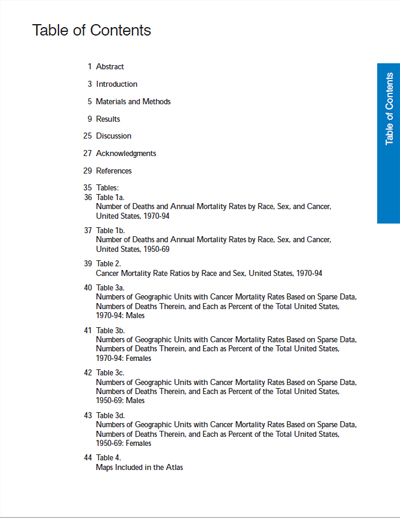 Table of Contents
Table of Contents
1 Abstract
3 Introduction
5 Materials and Methods
9 Results
25 Discussion
27 Acknowledgments
29 References
35 Tables:
36 Table 1a.
Number of Deaths and Annual Mortality Rates by Race, Sex, and Cancer,
United States, 1970-94
37 Table 1b.
Number of Deaths and Annual Mortality Rates by Race, Sex, and Cancer,
United States, 1950-69
39 Table 2.
Cancer Mortality Rate Ratios by Race and Sex, United States, 1970-94
40 Table 3a.
Numbers of Geographic Units with Cancer Mortality Rates Based on Sparse Data,
Numbers of Deaths Therein, and Each as Percent of the Total United States,
1970-94: Males
41 Table 3b.
Numbers of Geographic Units with Cancer Mortality Rates Based on Sparse Data,
Numbers of Deaths Therein, and Each as Percent of the Total United States,
1970-94: Females
42 Table 3c.
Numbers of Geographic Units with Cancer Mortality Rates Based on Sparse Data,
Numbers of Deaths Therein, and Each as Percent of the Total United States,
1950-69: Males
43 Table 3d.
Numbers of Geographic Units with Cancer Mortality Rates Based on Sparse Data,
Numbers of Deaths Therein, and Each as Percent of the Total United States,
1950-69: Females
44 Table 4.
Maps Included in the Atlas